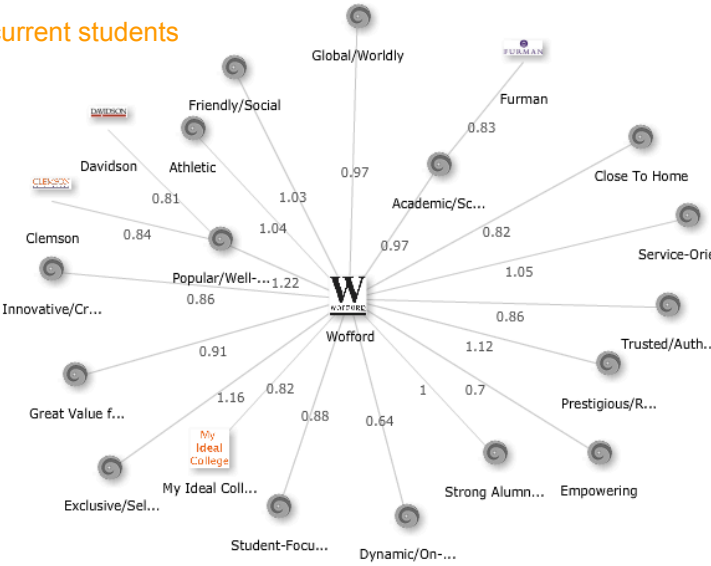 current students
Global/Worldly
FURMAN
Furman
Friendly/Social
0.83
DAVIDSON
Davidson
Athletic
0.97
Close To Home
CLEMSON
0.81
1.03
Academic/Sc...
Clemson
0.84
1.04
0.97
0.82
Service-Orie
Popular/Well-...
1.22
1.05
Innovative/Cr...
0.86
W
WOFFORD
Wofford
0.86
Trusted/Auth...
0.91
1.12
Great Value f...
1.16
0.82
0.88
0.64
1
0.7
Prestigious/R...
My
Ideal
College
My Ideal Coll...
Exclusive/Sel...
Strong Alumn...
Empowering
Student-Focu...
Dynamic/On-...